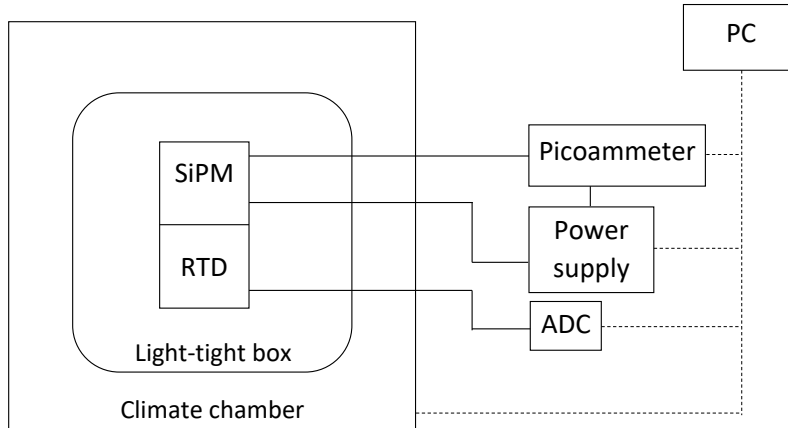 PC
Picoammeter
SiPM
Power
supply
RTD
ADC
Light-tight box
Climate chamber